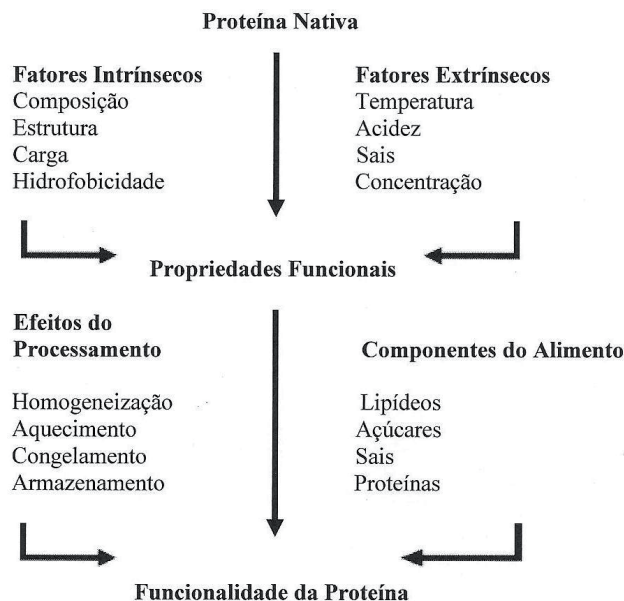 Proteína Nativa
Fatores Intrínsecos
Composição
Estrutura
Carga
Hidrofobicidade
Fatores Extrínsecos
Temperatura
Acidez
Sais
Concentração
Propriedades Funcionais
Efeitos do
Processamento
Homogeneização
Aquecimento
Congelamento
Armazenamento
Componentes do Alimento
Lipídeos
Açúcares
Sais
Proteínas
Funcionalidade da Proteína